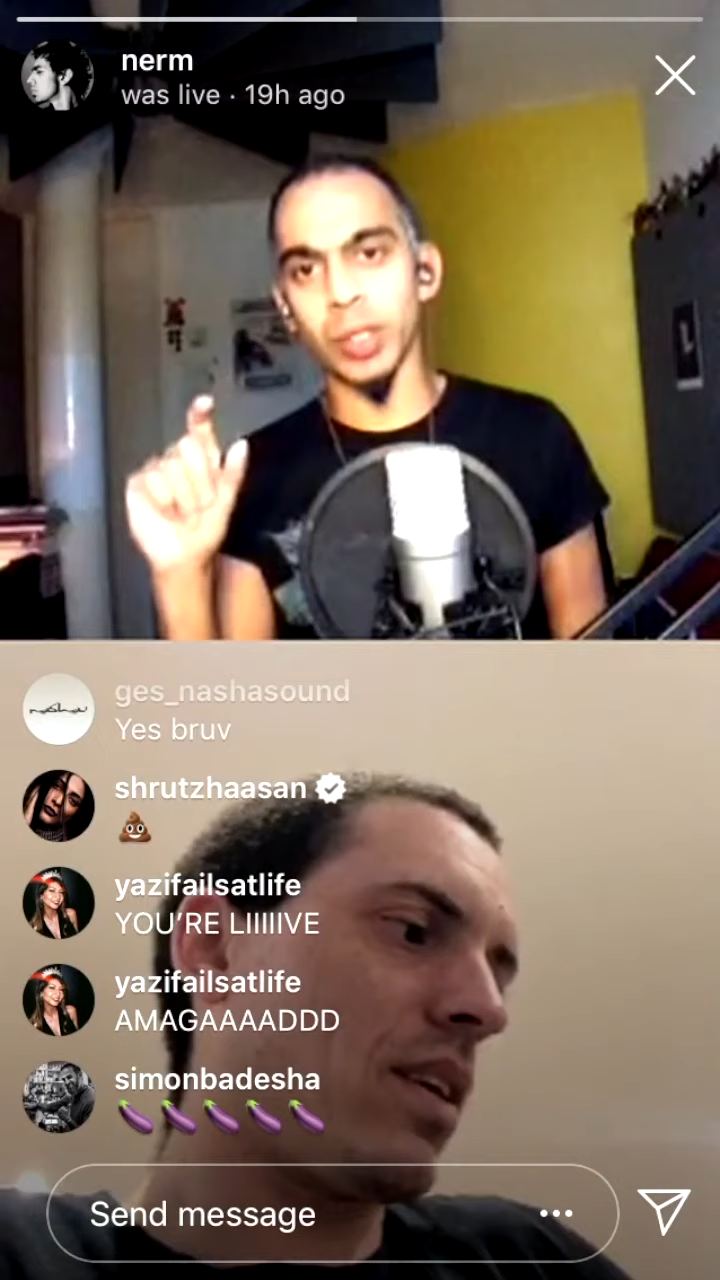 nerm
was live · 19h ago
ges_nashasound
Yes bruv
shrutzhaasan
💩
yazifailsatlife
YOU'RE LIIIIIVE
yazifailsatlife
AMAGAAAADDD
simonbadesha
🍆🍆🍆🍆🍆
Send message